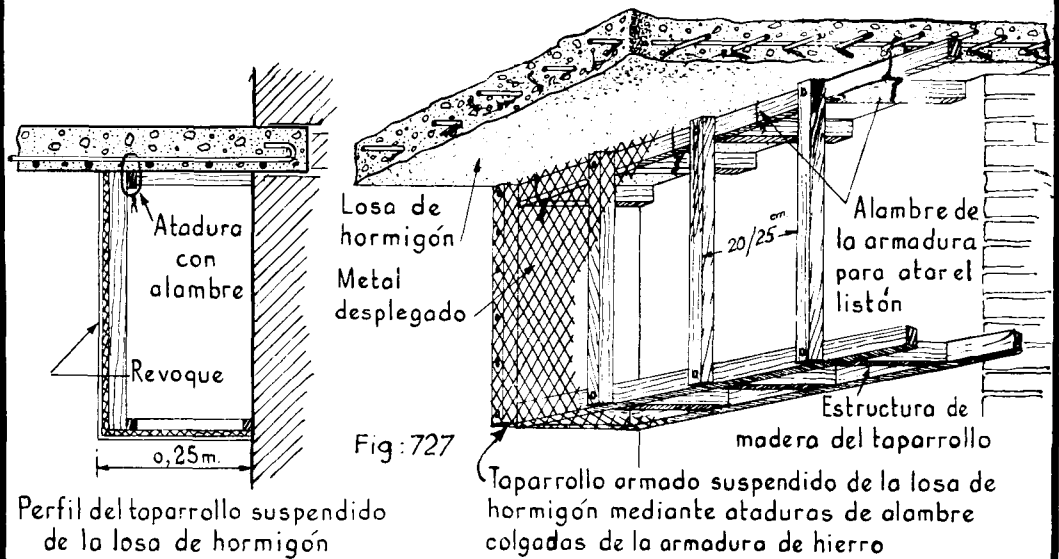 Atadura
con
alambre
Revoque
0,25m.
Perfil del taparrollo suspendido
de la losa de hormigón
Losa de
hormigón
Metal
desplegado
20/25 cm
Alambre de
la armadura
para atar el
listón
Estructura de
madera del taparrollo
Fig: 727
Taparrollo armado suspendido de la losa de
hormigón mediante ataduras de alambre
colgadas de la armadura de hierro